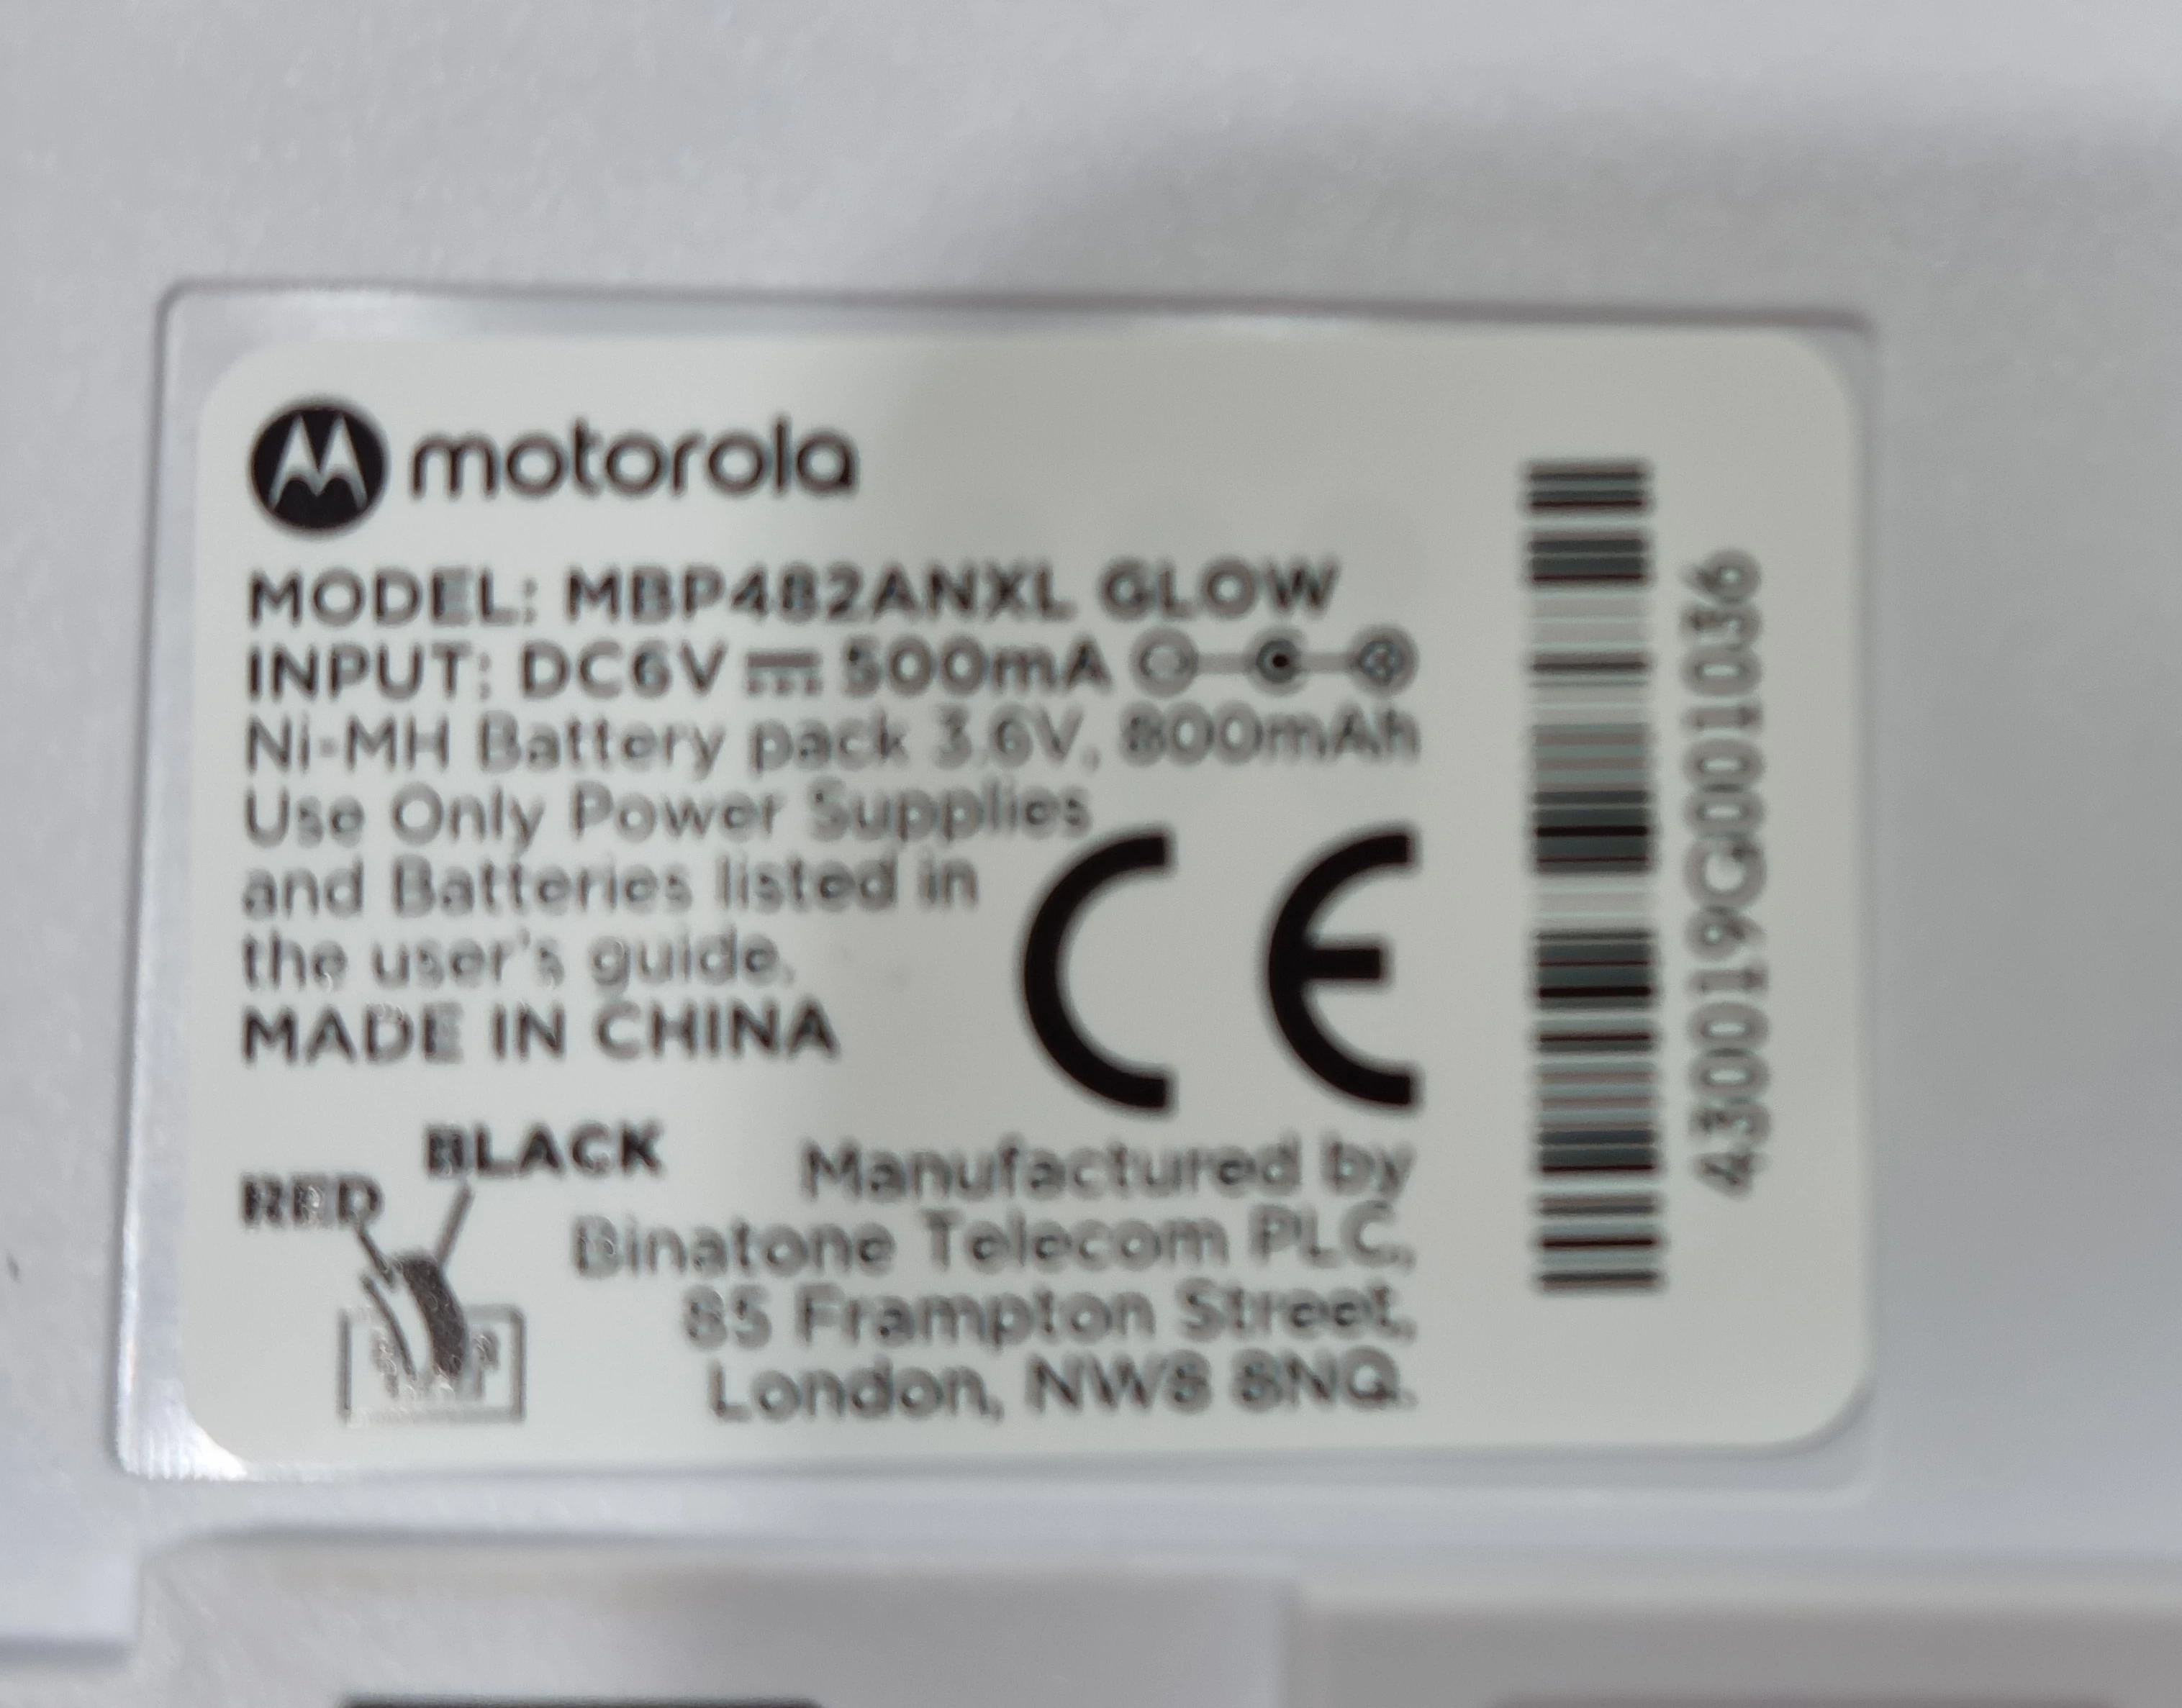 motorola
MODEL: MBP482ANXL GLOW
INPUT: DC6V 500mA
Ni-MH Battery pack 3.6V, 800mAh
Use Only Power Supplies
and Batteries listed in
the user's guide.
MADE IN CHINA
CE
BLACK
RED
Manufactured by
Binatone Telecom PLC,
85 Frampton Street,
London, NW8 8NQ.
430019G001036